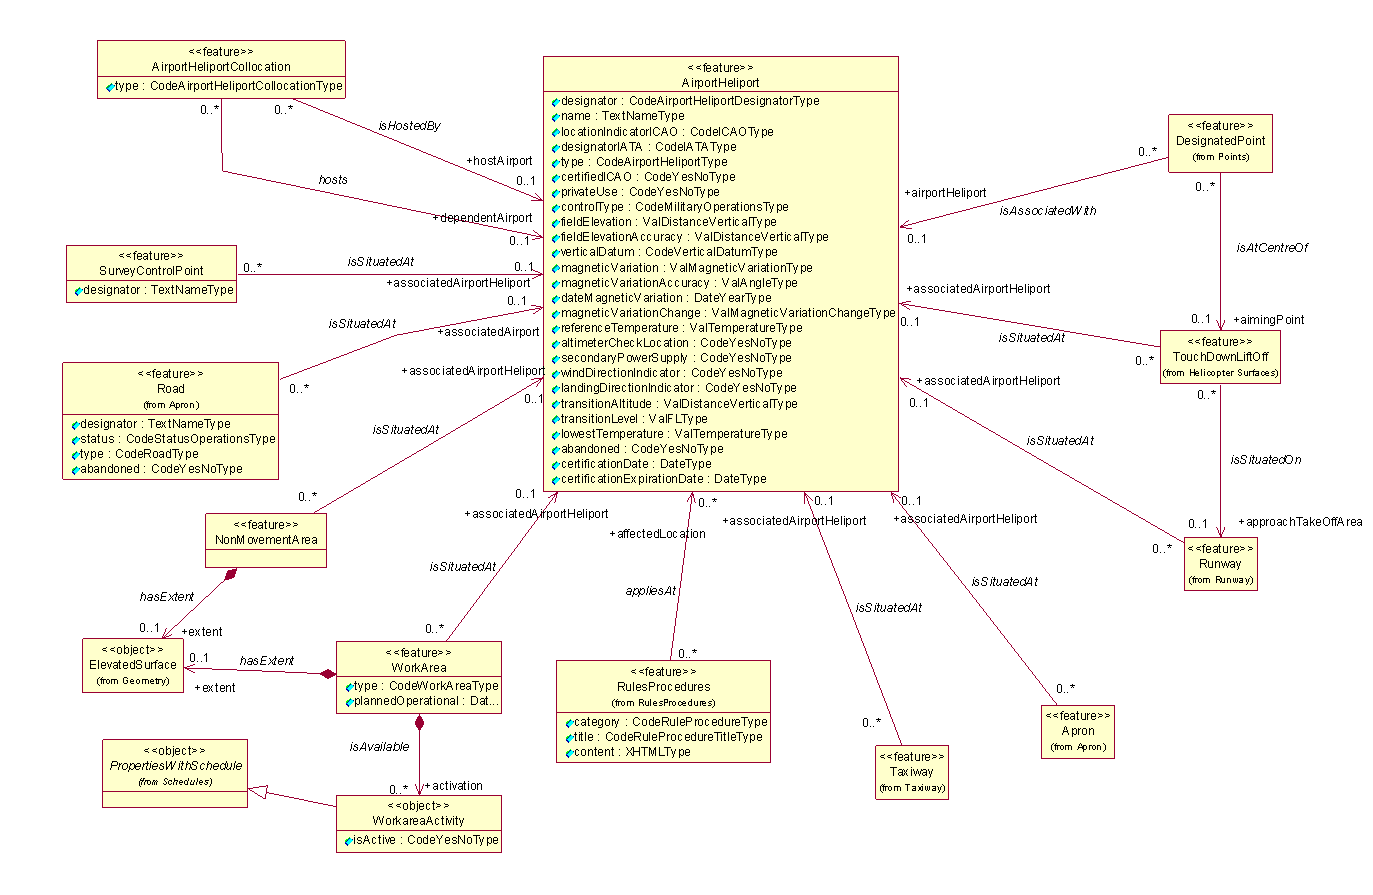 <<feature>>
AirportHeliportCollocation
type : CodeAirportHeliportCollocationType
0..*
0..*
isHostedBy
+hostAirport
0..1
hosts
+dependentAirport
0..1
<<feature>>
SurveyControlPoint
designator : TextNameType
0..*
isSituatedAt
0..1
+associatedAirportHeliport
0..1
isSituatedAt
+associatedAirport
0..*
<<feature>>
Road
(from Apron)
designator : TextNameType
status : CodeStatusOperationsType
type : CodeRoadType
abandoned : CodeYesNoType
+associatedAirportHeliport
0..1
isSituatedAt
0..*
<<feature>>
NonMovementArea
hasExtent
0..1
+extent
<<object>>
ElevatedSurface
(from Geometry)
0..1
hasExtent
+extent
<<feature>>
WorkArea
type : CodeWorkAreaType
plannedOperational : Dat...
0..*
isSituatedAt
0..1
+associatedAirportHeliport
isAvailable
0..*
+activation
<<object>>
PropertiesWithSchedule
(from Schedules)
<<object>>
WorkareaActivity
isActive : CodeYesNoType
<<feature>>
AirportHeliport
designator : CodeAirportHeliportDesignatorType
name : TextNameType
locationIndicatorICAO : CodeICAOType
designatorIATA : CodeIATAType
type : CodeAirportHeliportType
certifiedICAO : CodeYesNoType
privateUse : CodeYesNoType
controlType : CodeMilitaryOperationsType
fieldElevation : ValDistanceVerticalType
fieldElevationAccuracy : ValDistanceVerticalType
verticalDatum : CodeVerticalDatumType
magneticVariation : ValMagneticVariationType
magneticVariationAccuracy : ValAngleType
dateMagneticVariation : DateYearType
magneticVariationChange : ValMagneticVariationChangeType
referenceTemperature : ValTemperatureType
altimeterCheckLocation : CodeYesNoType
secondaryPowerSupply : CodeYesNoType
windDirectionIndicator : CodeYesNoType
landingDirectionIndicator : CodeYesNoType
transitionAltitude : ValDistanceVerticalType
transitionLevel : ValFLType
lowestTemperature : ValTemperatureType
abandoned : CodeYesNoType
certificationDate : DateType
certificationExpirationDate : DateType
0..*
+affectedLocation
appliesAt
0..*
<<feature>>
RulesProcedures
(from RulesProcedures)
category : CodeRuleProcedureType
title : CodeRuleProcedureTitleType
content : XHTMLType
0..1
+associatedAirportHeliport
isSituatedAt
0..*
<<feature>>
Taxiway
(from Taxiway)
0..1
+associatedAirportHeliport
isSituatedAt
0..*
<<feature>>
Apron
(from Apron)
<<feature>>
DesignatedPoint
(from Points)
0..*
+airportHeliport
isAssociatedWith
0..1
0..*
isAtCentreOf
0..1
+aimingPoint
<<feature>>
TouchDownLiftOff
(from Helicopter Surfaces)
+associatedAirportHeliport
0..1
isSituatedAt
0..*
0..*
isSituatedOn
0..1
+approachTakeOffArea
+associatedAirportHeliport
0..1
isSituatedAt
0..*
<<feature>>
Runway
(from Runway)